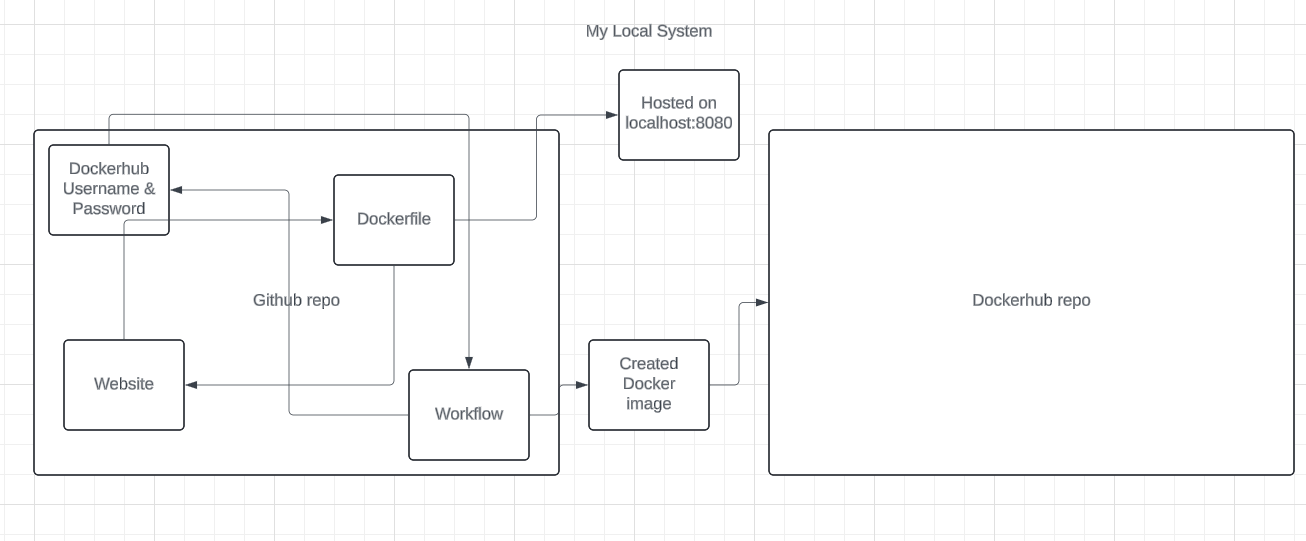 My Local System
Hosted on
localhost:8080
Dockerhub
Username &
Password
Dockerfile
Github repo
Dockerhub repo
Website
Workflow
Created
Docker
image